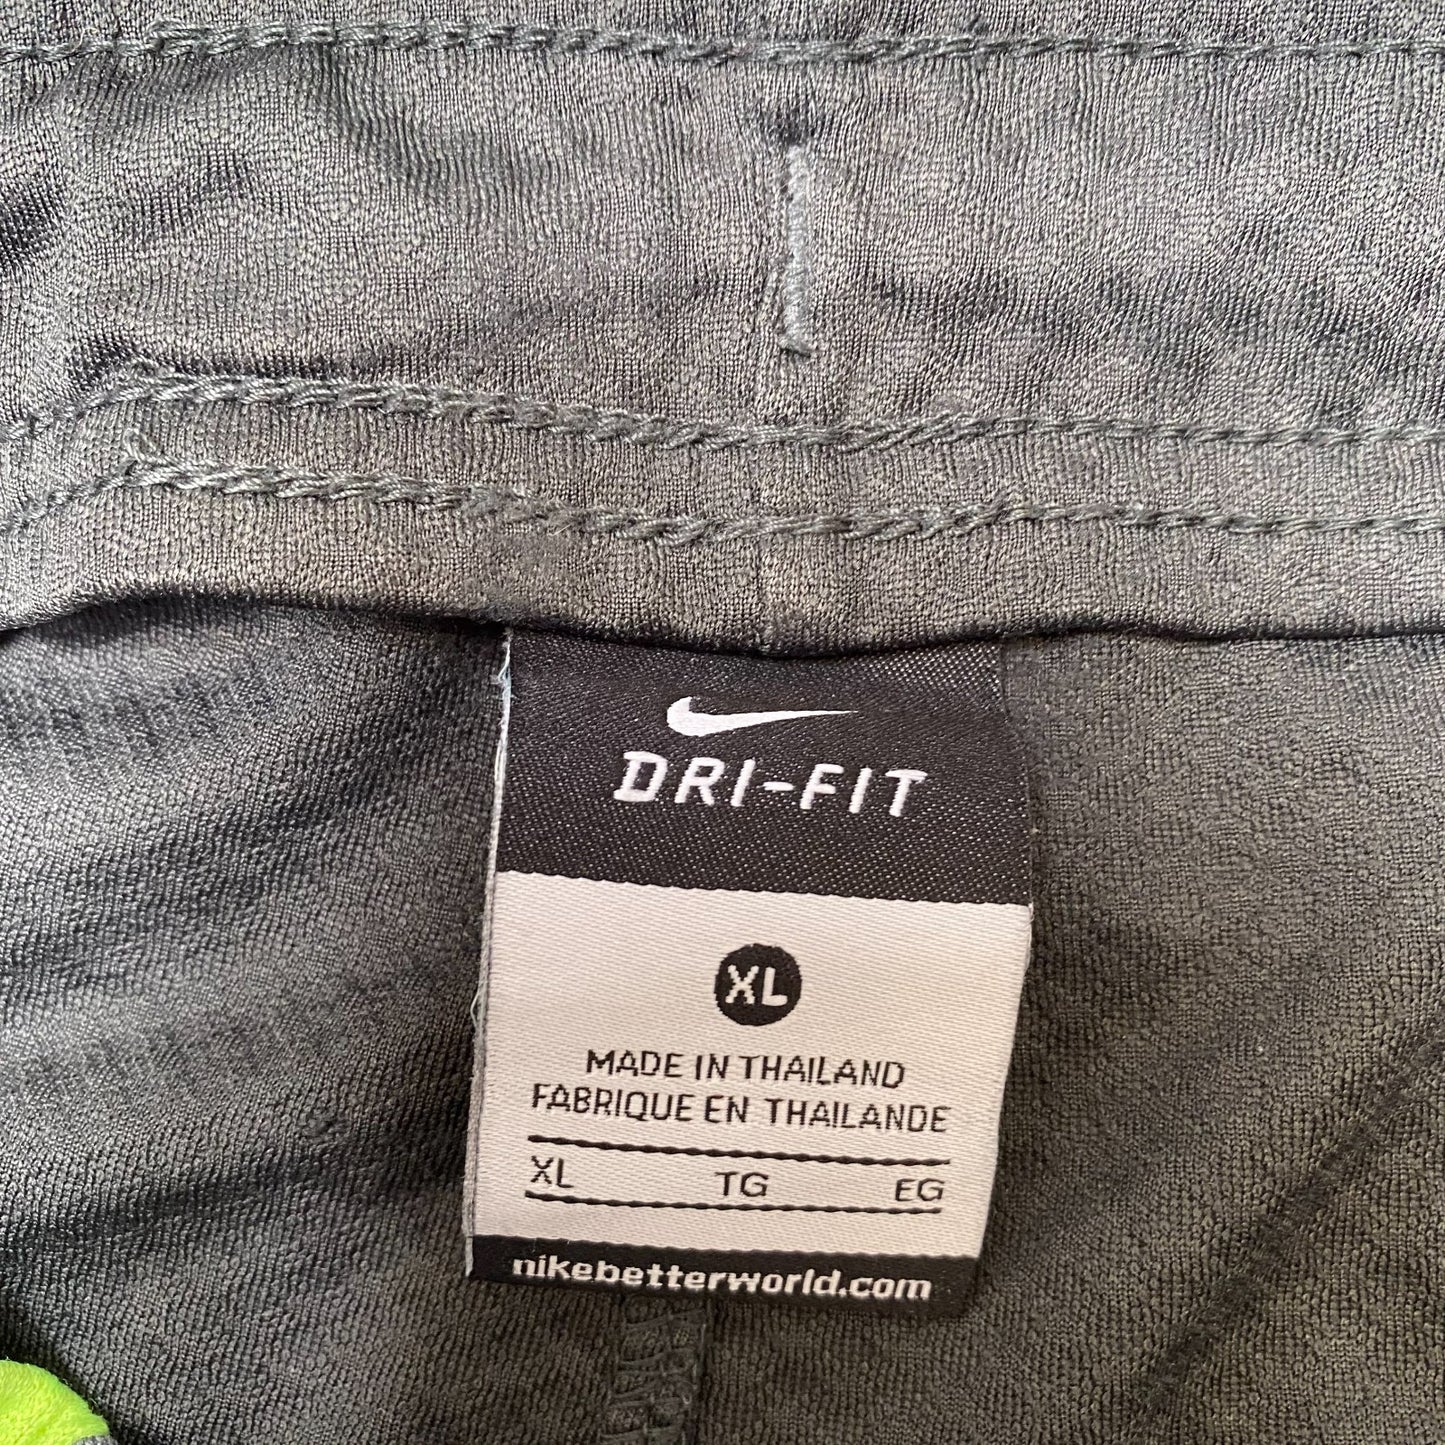 DRI-FIT
XL
MADE IN THAILAND
FABRIQUE EN THAILANDE
XL TG EG
nikebetterworld.com